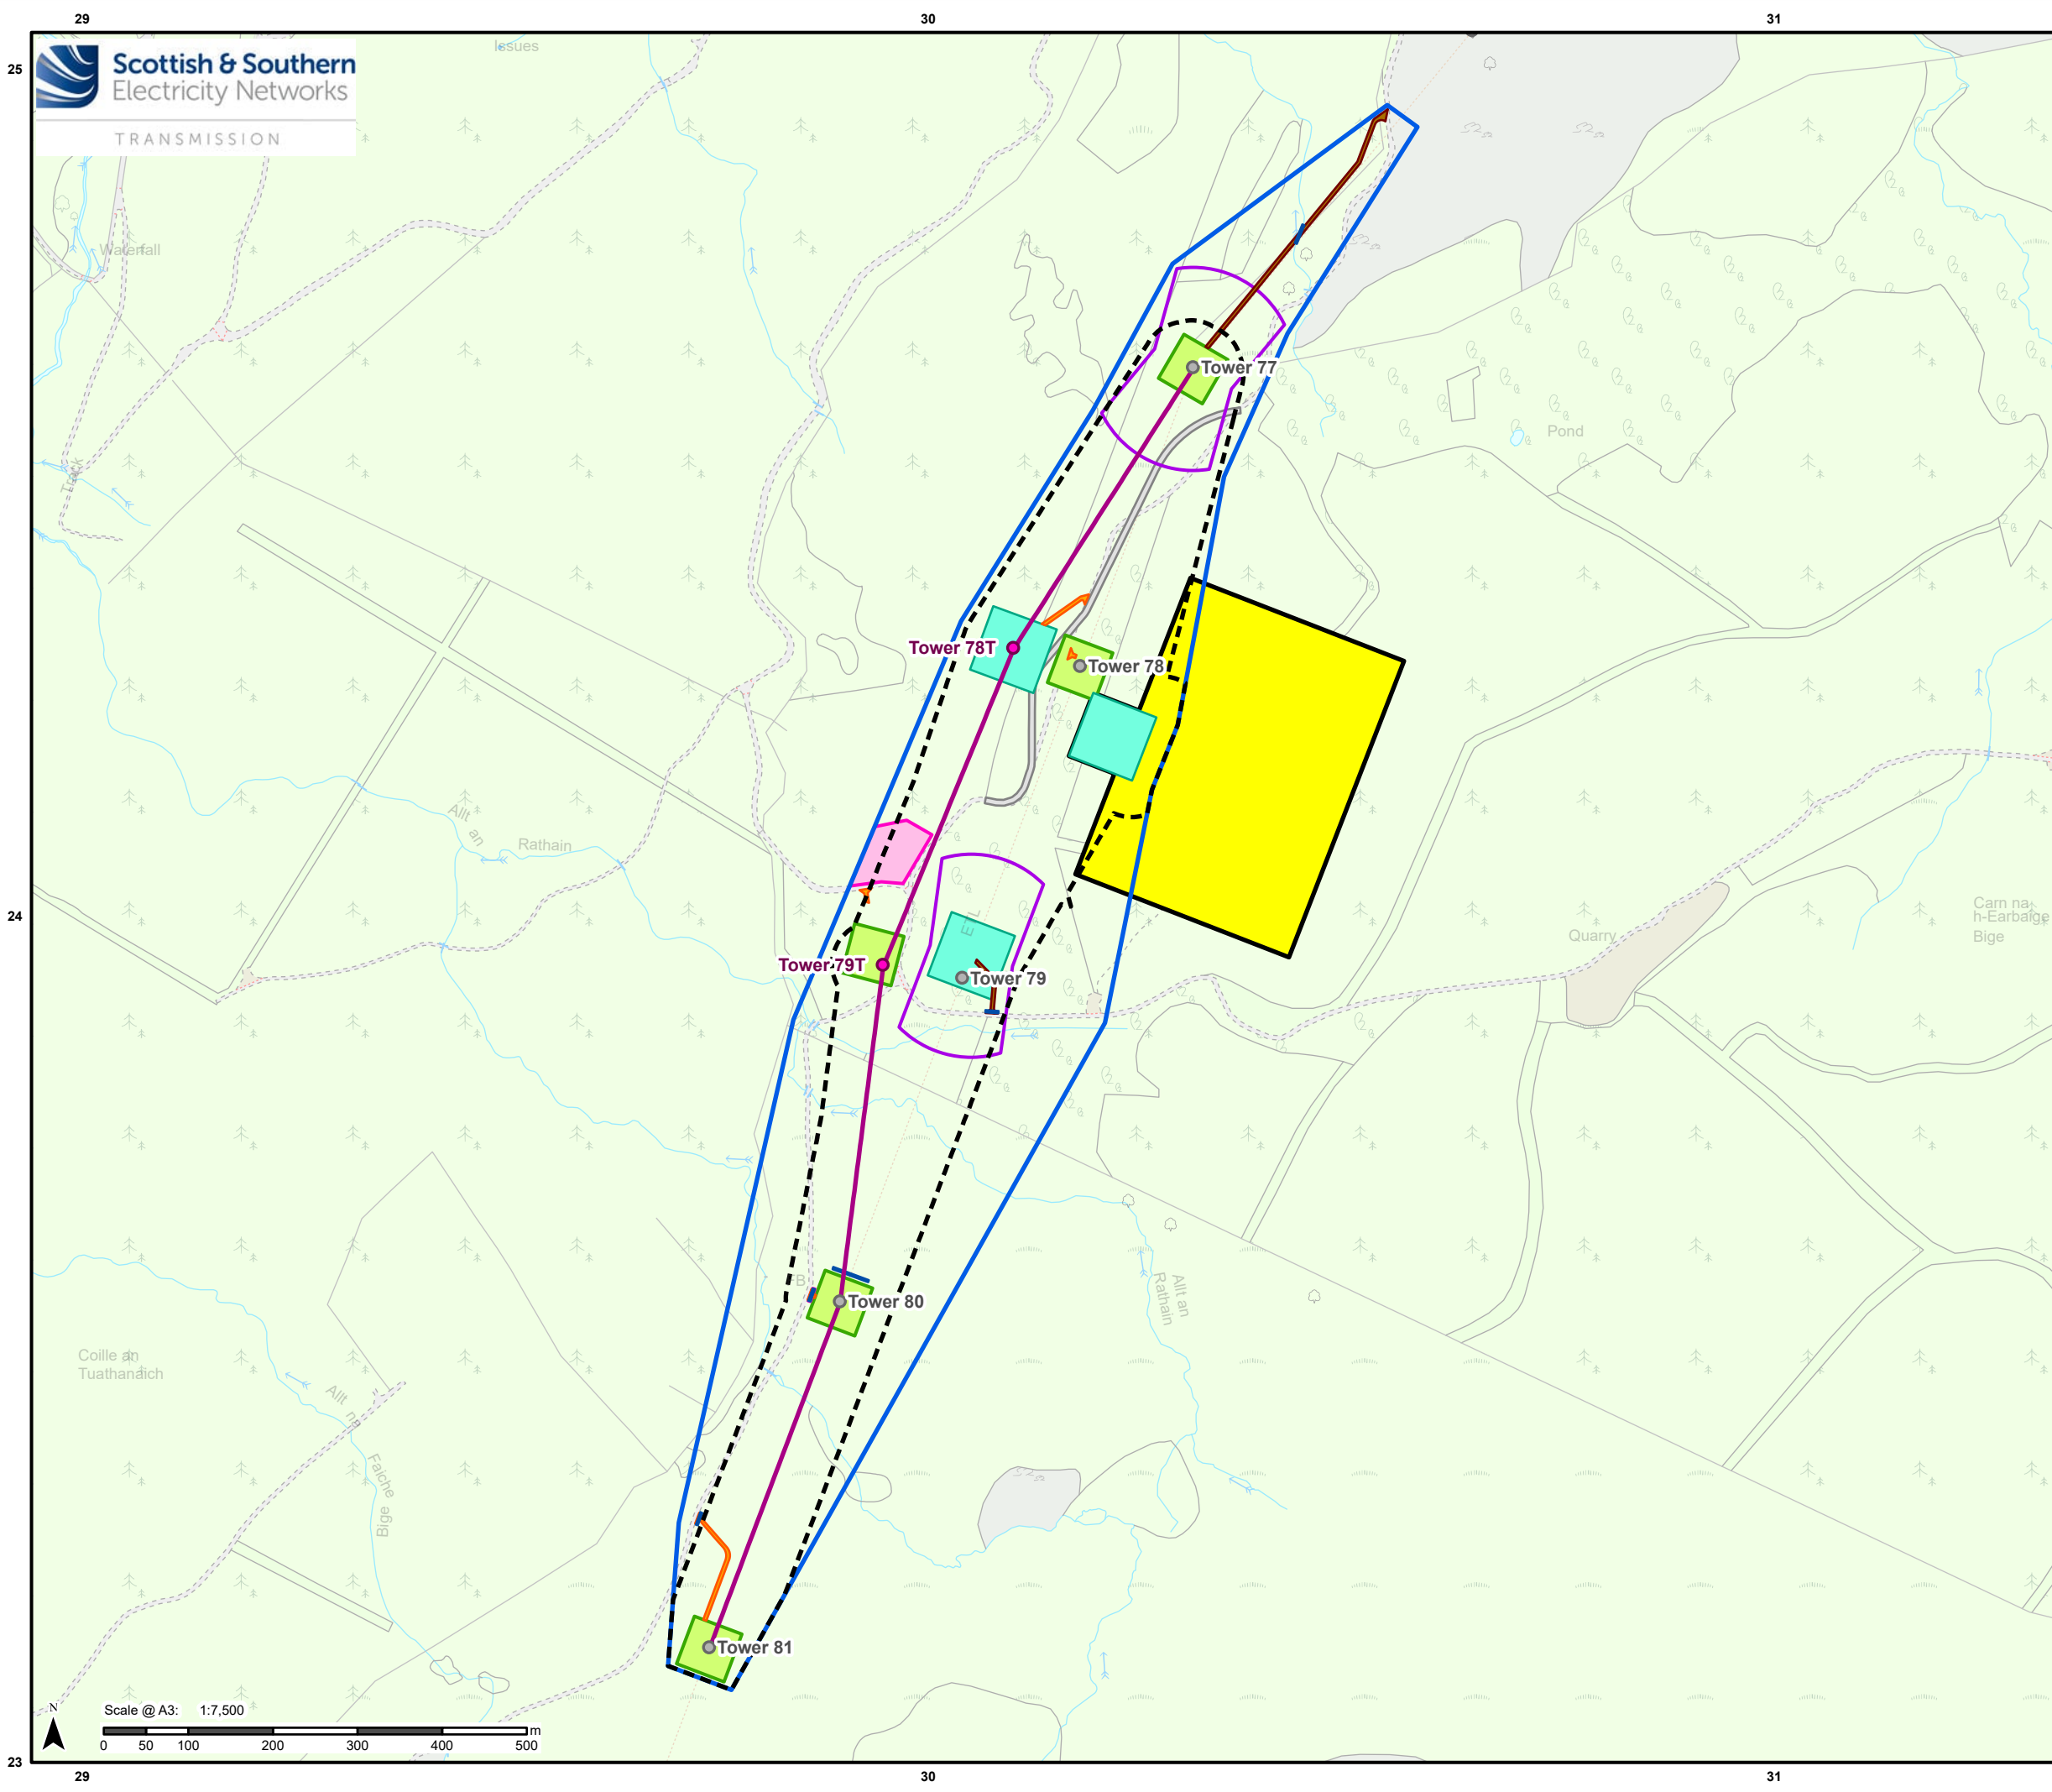 29 30 31
25
Scottish & Southern
Electricity Networks
TRANSMISSION
Issues
Waterfall
Track
Tower 77
Pond
Tower 78T
Tower 78
Allt an
Rathain
24
Carn na
h-Earbaige
Bige
Quarry
E L
Tower 79T
Tower 79
FB
Tower 80
Allt an
Rathain
Coille an
Tuathanaich
Allt na
Faiche
Bige
Tower 81
N
Scale @ A3: 1:7,500
m
0 50 100 200 300 400 500
23
29 30 31